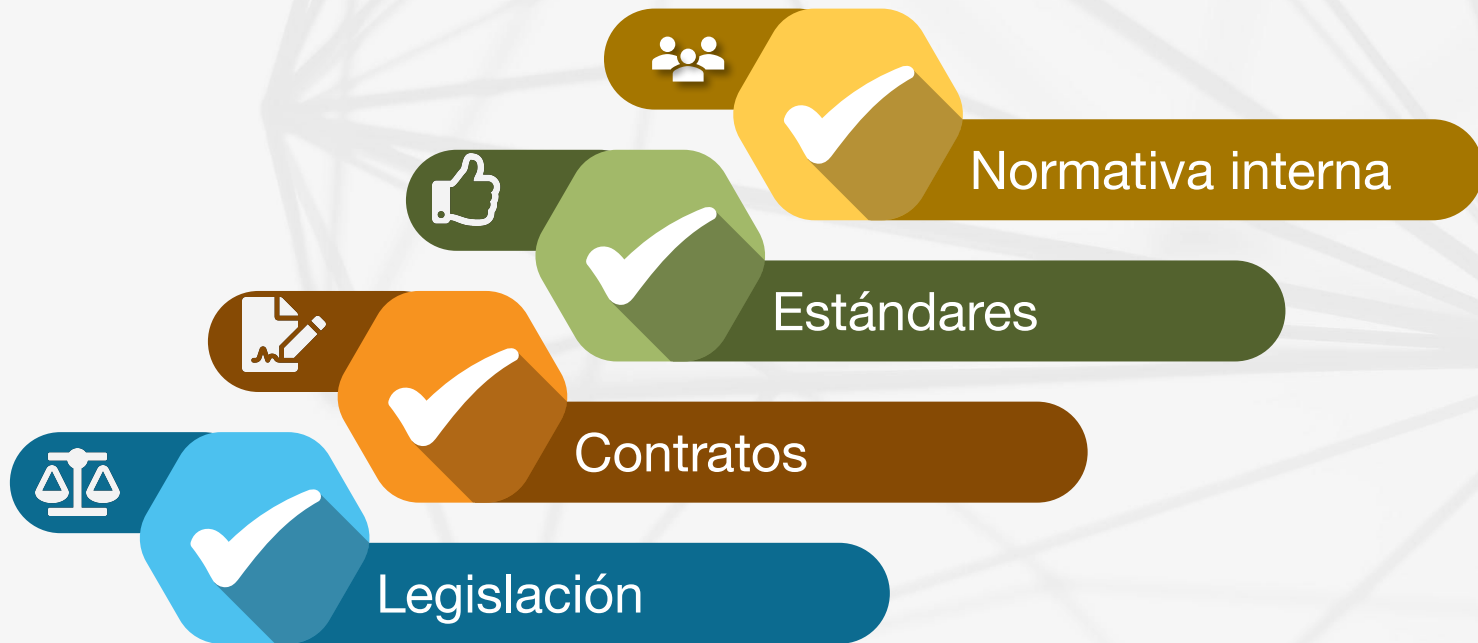 Normativa interna
Estándares
Contratos
Legislación